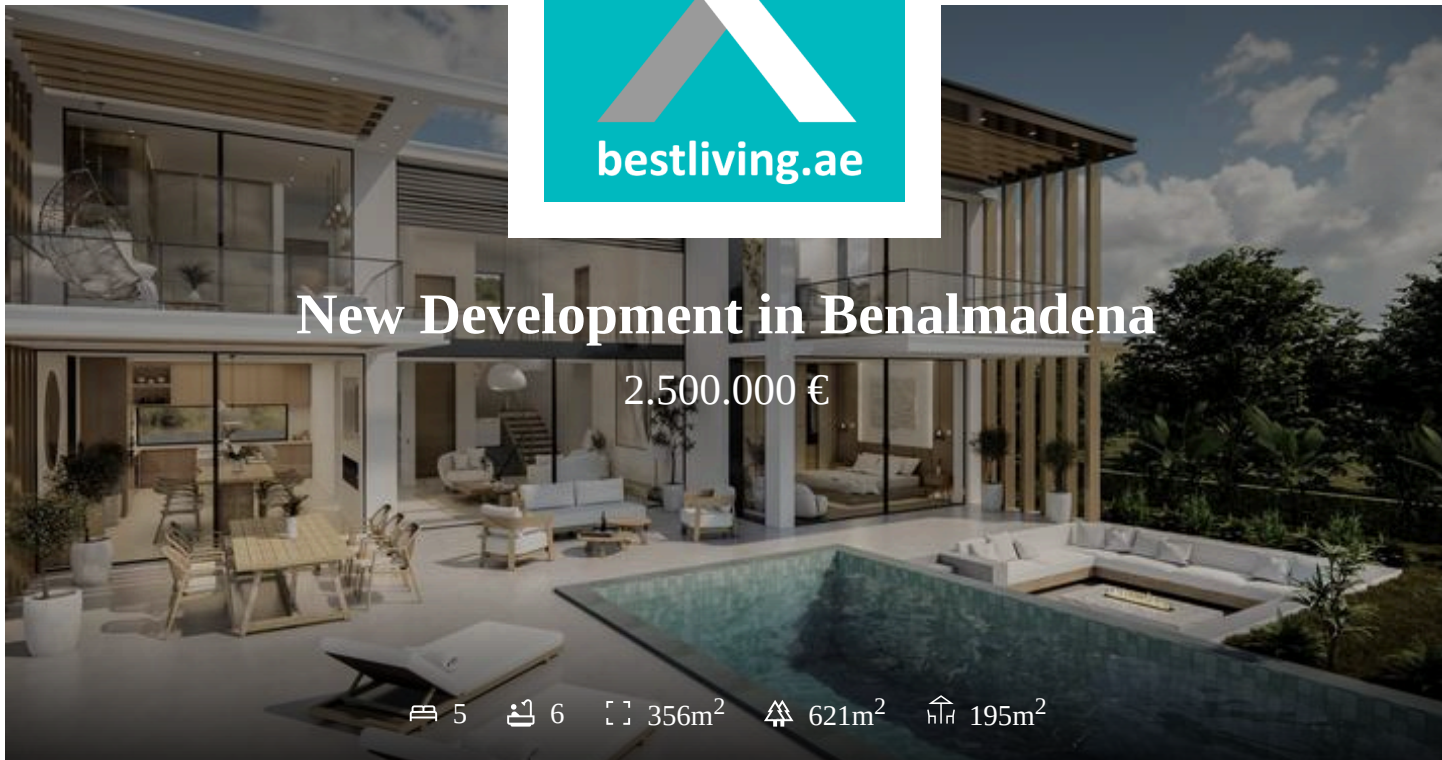 bestliving.ae
New Development in Benalmadena
2.500.000 €
5 6 356m² 621m² 195m²